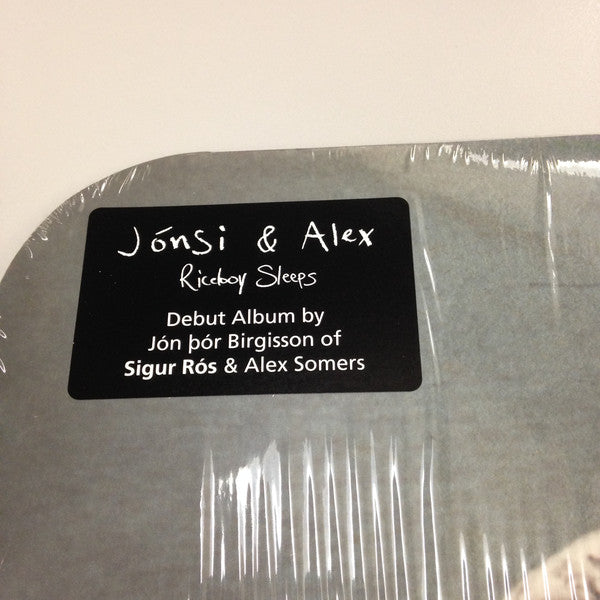 Jónsi & Alex
Riceboy Sleeps
Debut Album by
Jón þór Birgisson of
Sigur Rós & Alex Somers